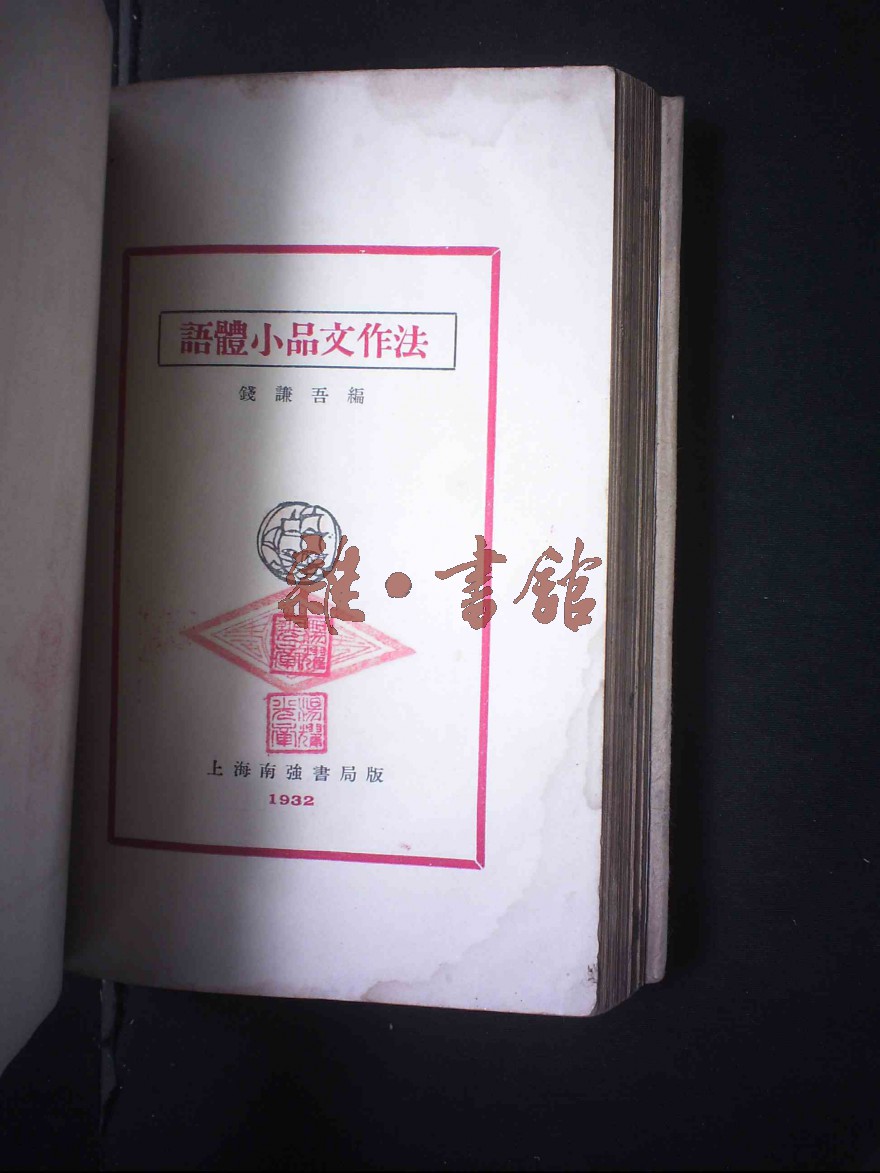 語體小品文作法
錢謙吾編
雜·書館
上海南強書局版
1932